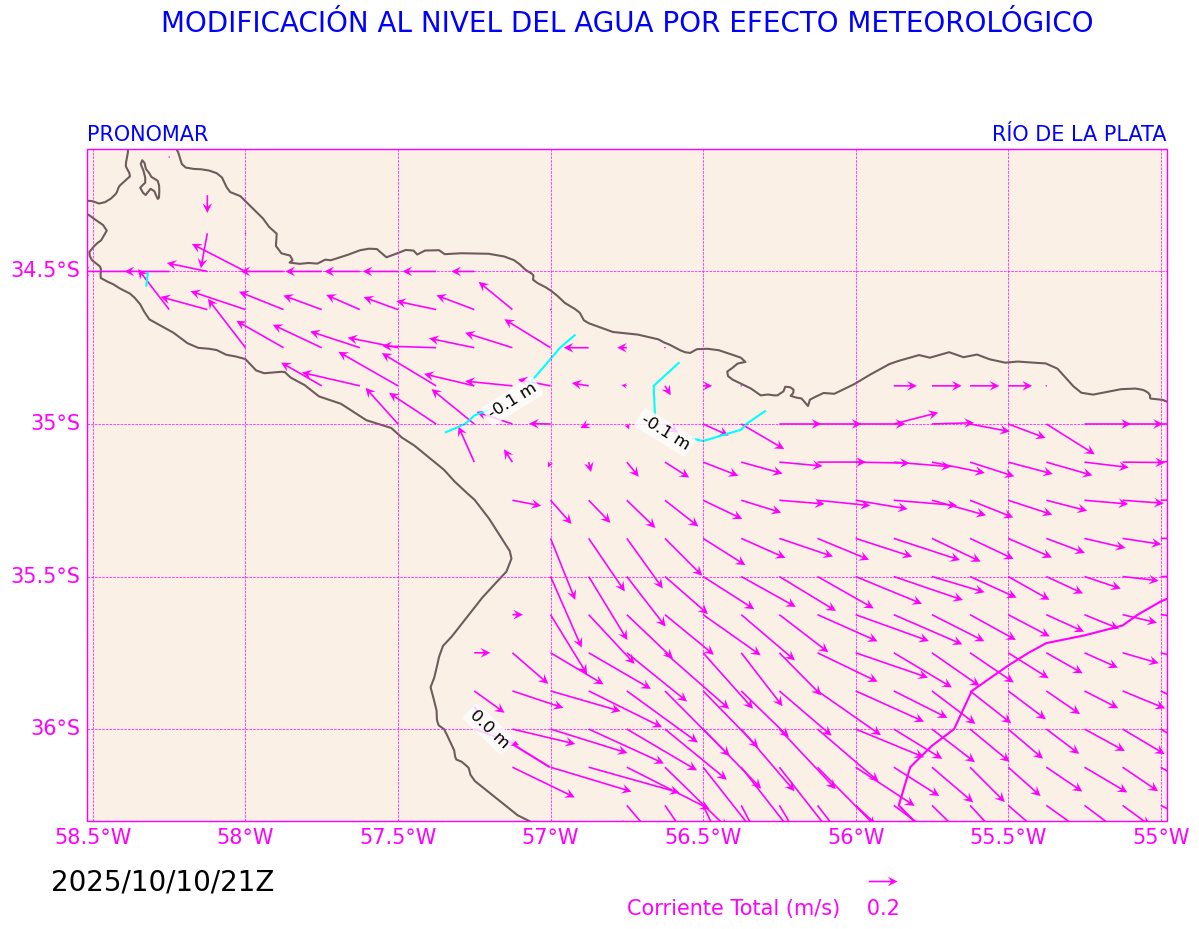 MODIFICACIÓN AL NIVEL DEL AGUA POR EFECTO METEOROLÓGICO
PRONOMAR
RÍO DE LA PLATA
34.5°S
35°S
35.5°S
36°S
-0.1 m
-0.1 m
0.0 m
58.5°W
58°W
57.5°W
57°W
56.5°W
56°W
55.5°W
55°W
2025/10/10/21Z
Corriente Total (m/s)
0.2